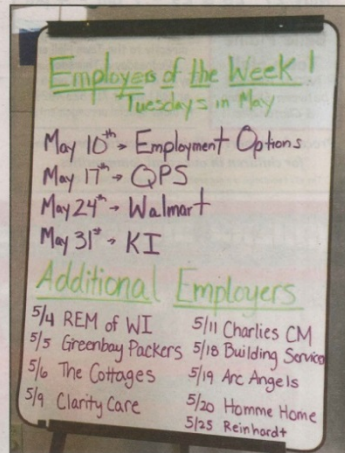 Employers of the Week!
Tuesdays in May
May 10th → Employment Options
May 17th → QPS
May 24th → Walmart
May 31st → KI
Additional Employers
5/4 REM of WI
5/5 Greenbay Packers
5/6 The Cottages
5/9 Clarity Care
5/11 Charlies CM
5/18 Building Service
5/19 Arc Angels
5/20 Homme Home
5/25 Reinhardt